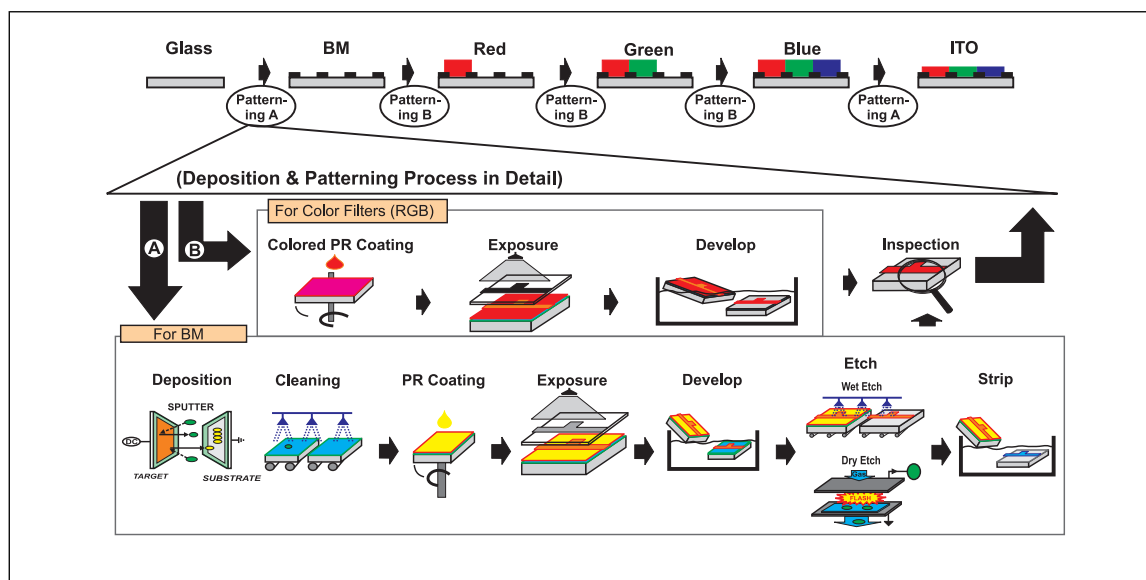 Glass
BM
Red
Green
Blue
ITO
Pattern-
ing A
Pattern-
ing B
Pattern-
ing B
Pattern-
ing B
Pattern-
ing A
(Deposition & Patterning Process in Detail)
A
B
For Color Filters (RGB)
Colored PR Coating
Exposure
Develop
Inspection
For BM
Deposition
Cleaning
PR Coating
Exposure
Develop
Etch
Strip
Wet Etch
SPUTTER
DC
TARGET
SUBSTRATE
Dry Etch
Gas
FLASH